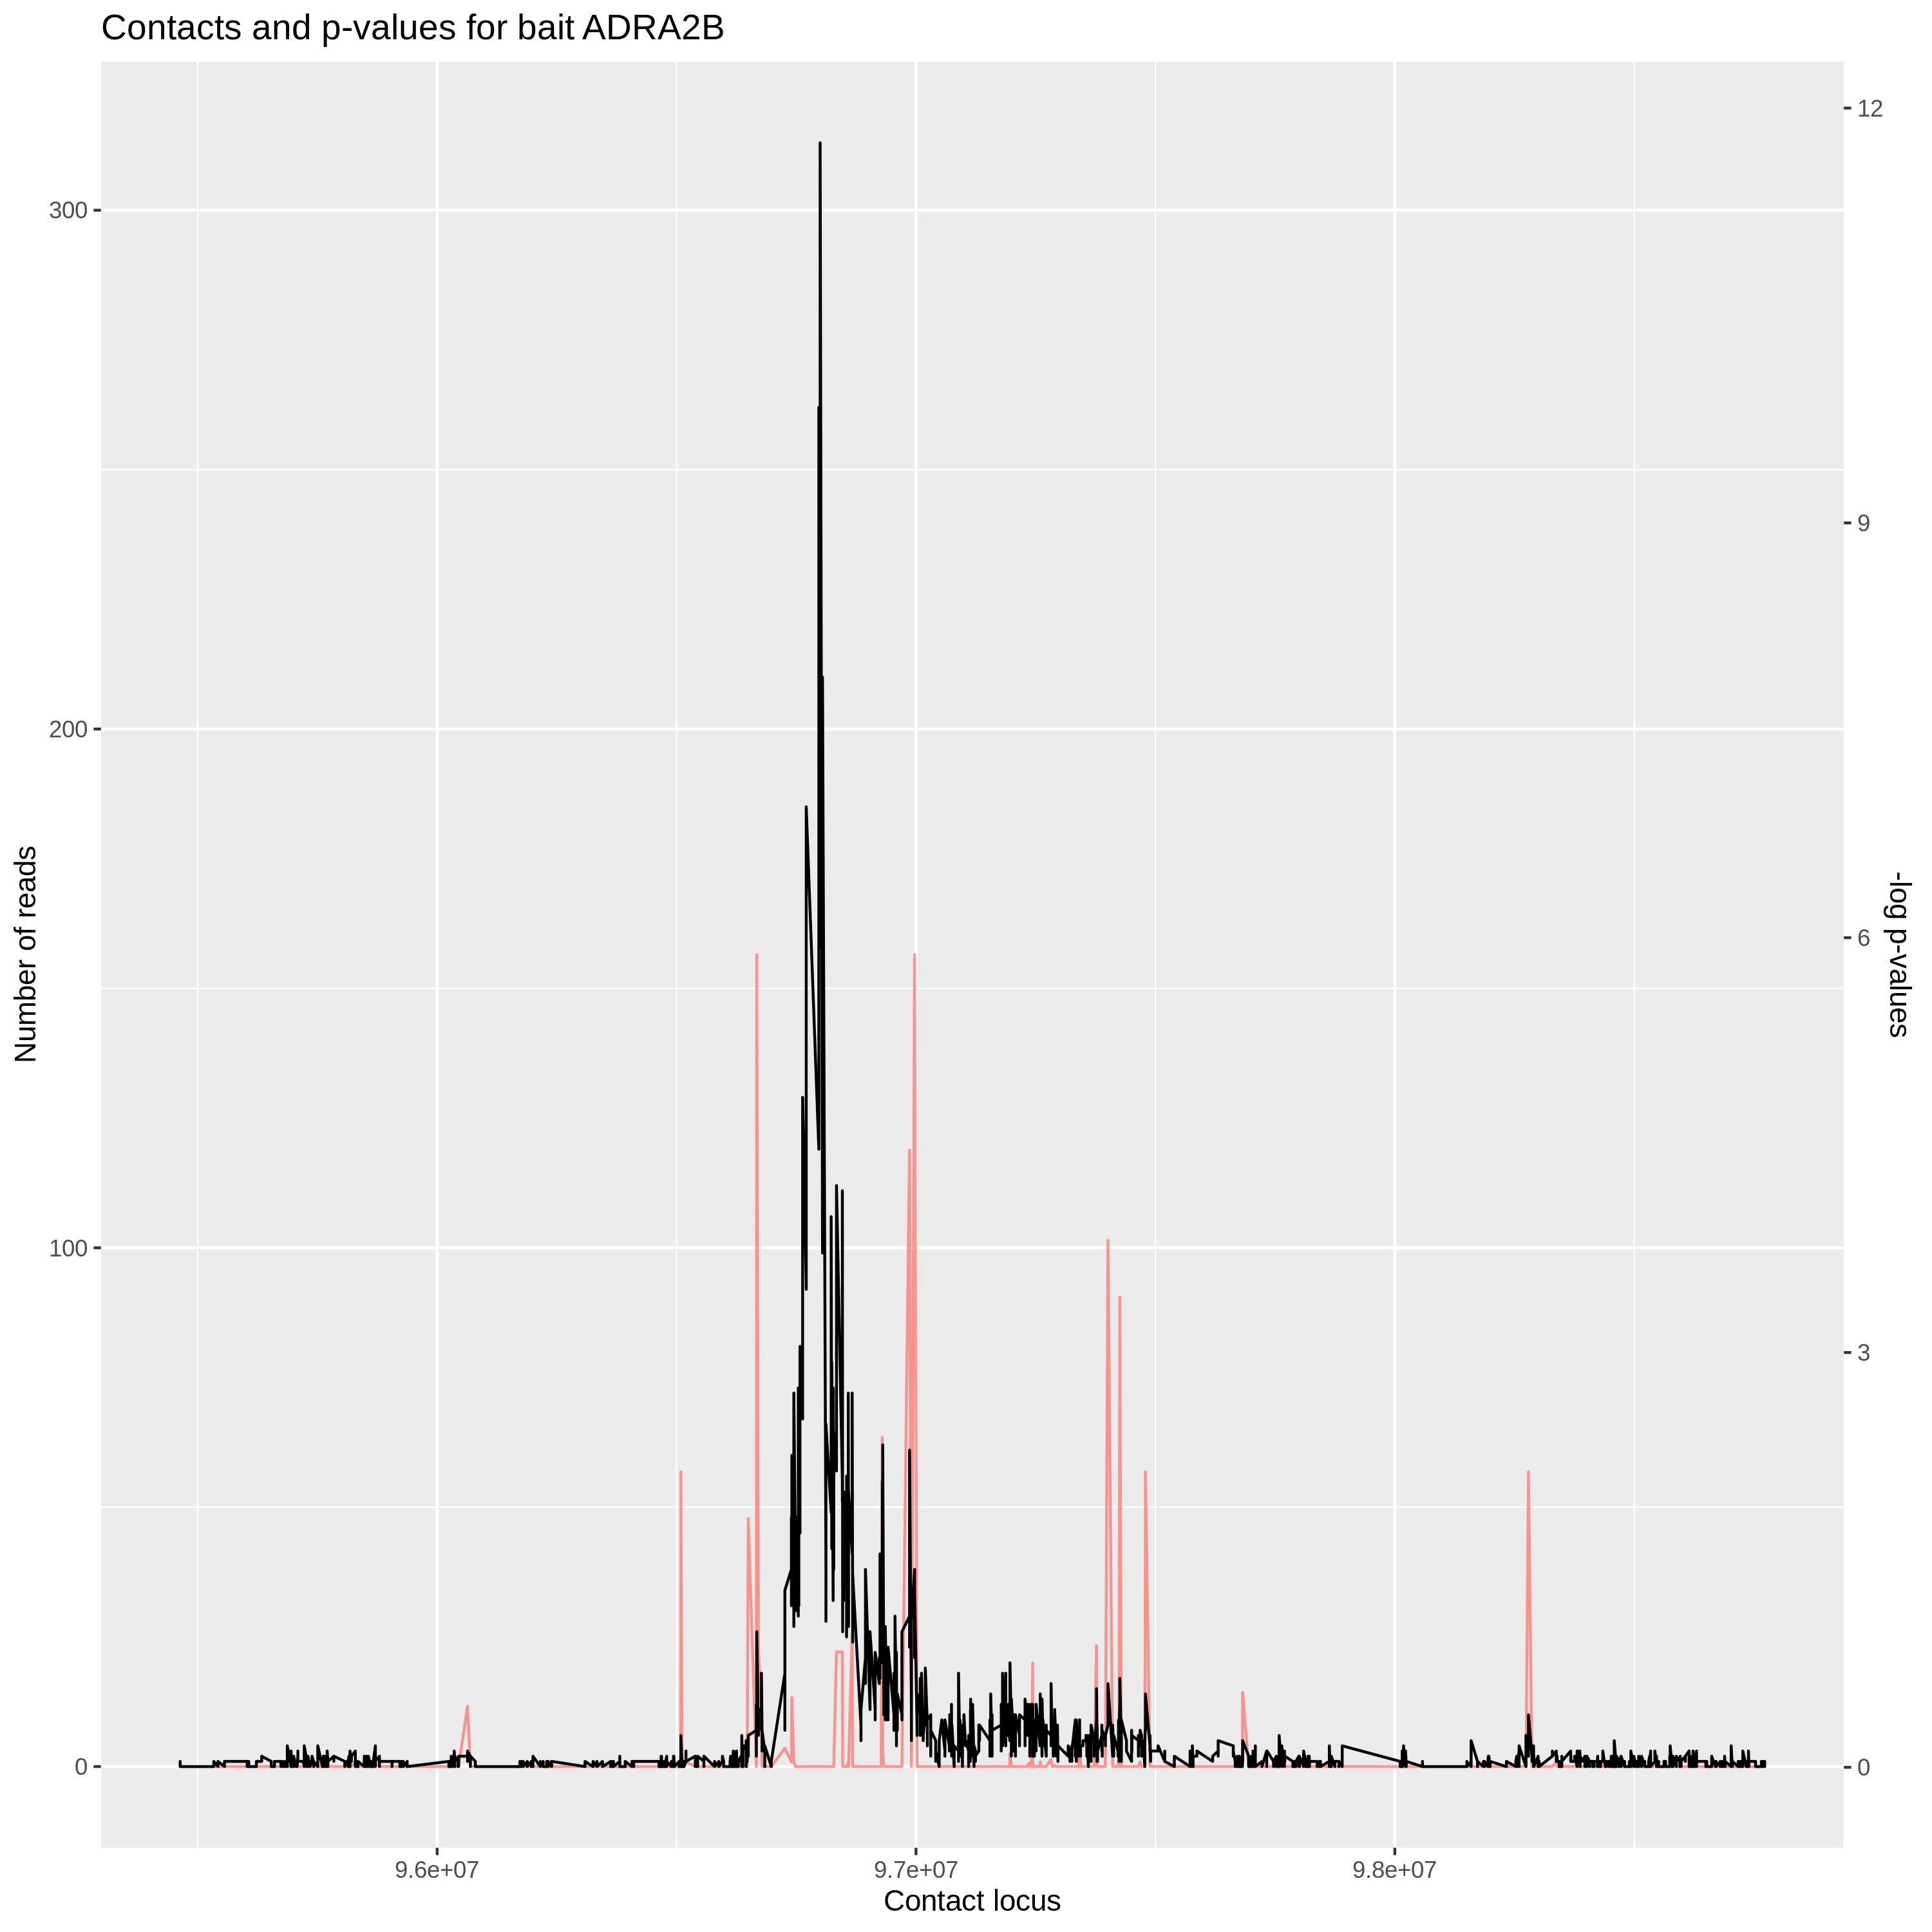 Contacts and p-values for bait ADRA2B
300
200
100
0
12
9
6
3
0
Number of reads
-log p-values
9.6e+07
9.7e+07
9.8e+07
Contact locus